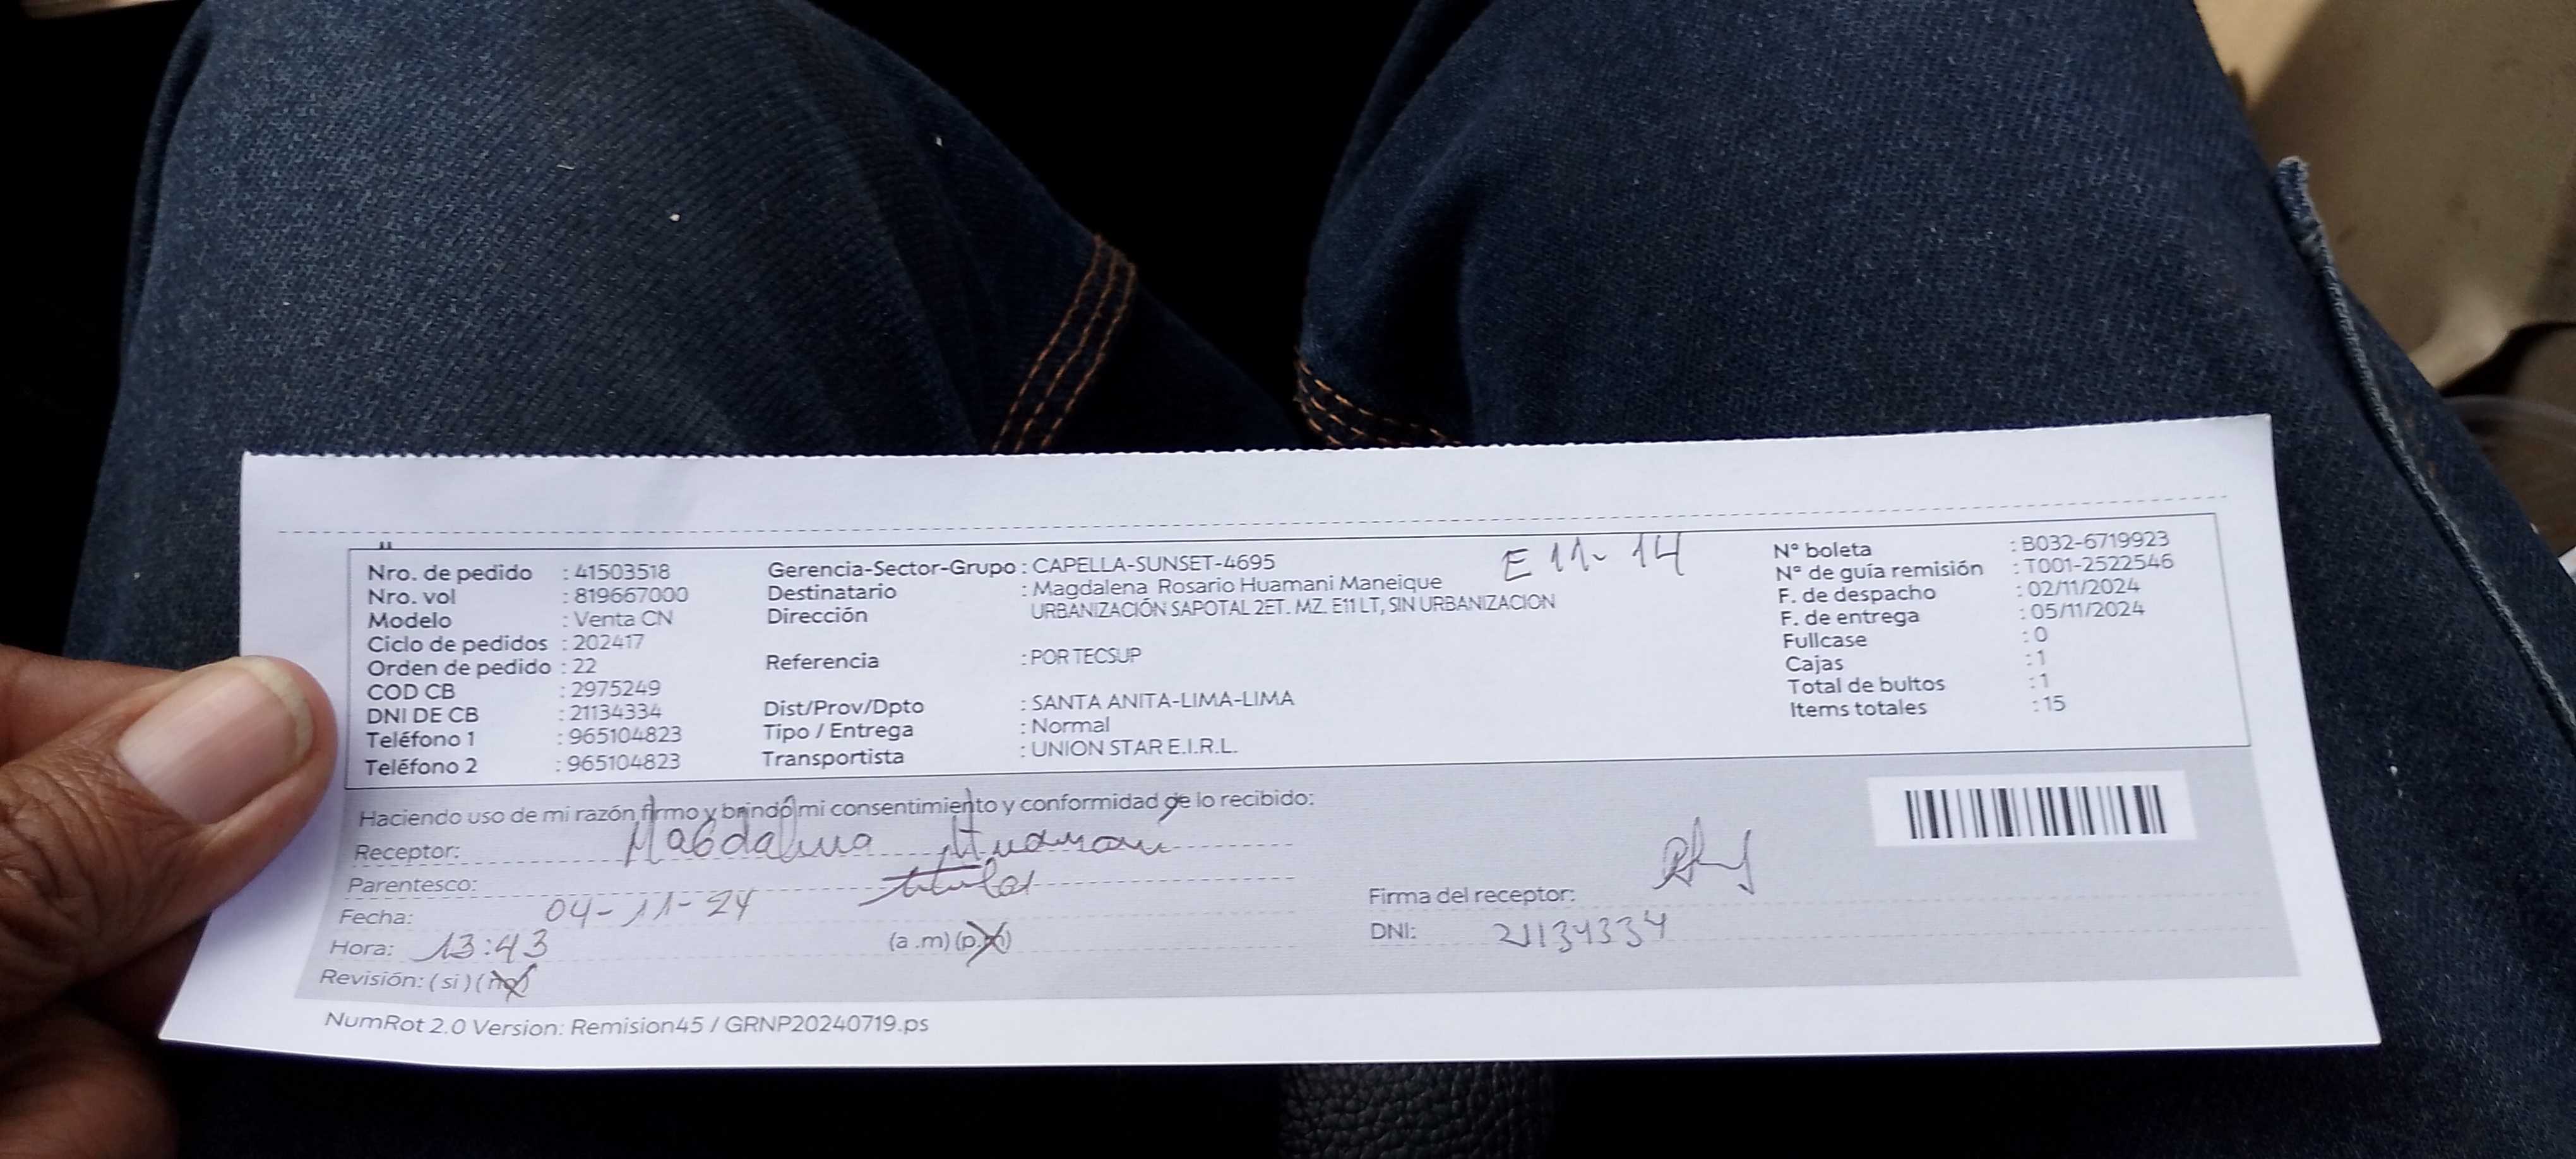 Nro. de pedido : 41503518
Nro. vol : 819667000
Modelo : Venta CN
Ciclo de pedidos : 202417
Orden de pedido : 22
COD CB : 2975249
DNI DE CB : 21134334
Teléfono 1 : 965104823
Teléfono 2 : 965104823
Gerencia-Sector-Grupo : CAPELLA-SUNSET-4695
Destinatario : Magdalena Rosario Huamani Maneique
Dirección URBANIZACIÓN SAPOTAL 2ET. MZ. E11 LT, SIN URBANIZACION
Referencia : POR TECSUP
Dist/Prov/Dpto : SANTA ANITA-LIMA-LIMA
Tipo / Entrega : Normal
Transportista : UNION STAR E.I.R.L.
E 11- 14
N° boleta : B032-6719923
N° de guía remisión : T001-2522546
F. de despacho : 02/11/2024
F. de entrega : 05/11/2024
Fullcase : 0
Cajas : 1
Total de bultos : 1
Items totales : 15
Haciendo uso de mi razón firmo y brindo mi consentimiento y conformidad de lo recibido:
Receptor: Magdalena Huamani
Parentesco: titular
Fecha: 04-11-24
Hora: 13:43 (a .m) (p.m)
Revisión: ( si ) ( no )
Firma del receptor:
DNI: 21134334
NumRot 2.0 Version: Remision45 / GRNP20240719.ps